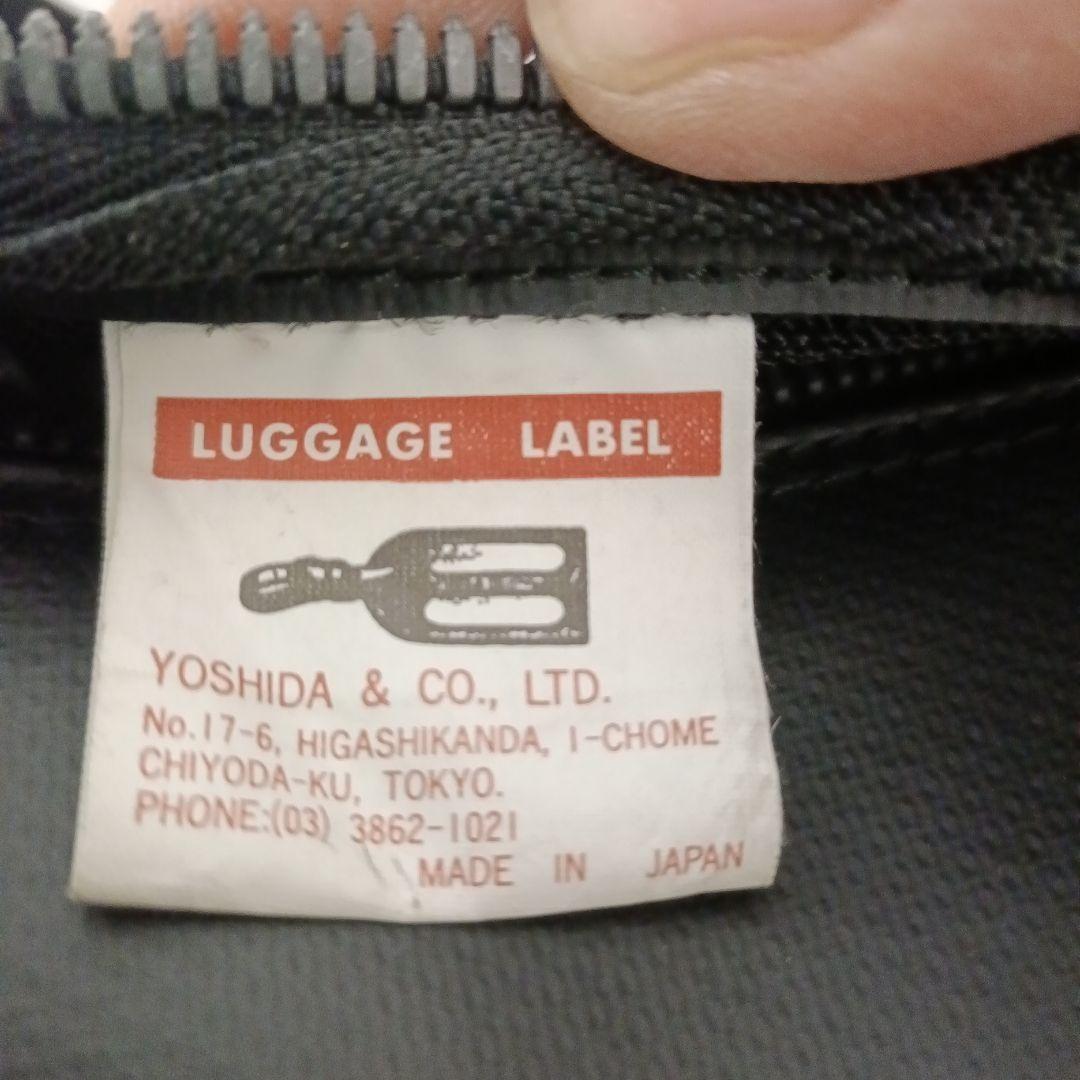 LUGGAGE LABEL
YOSHIDA & CO., LTD.
No.17-6, HIGASHIKANDA, 1-CHOME
CHIYODA-KU, TOKYO.
PHONE:(03) 3862-1021
MADE IN JAPAN